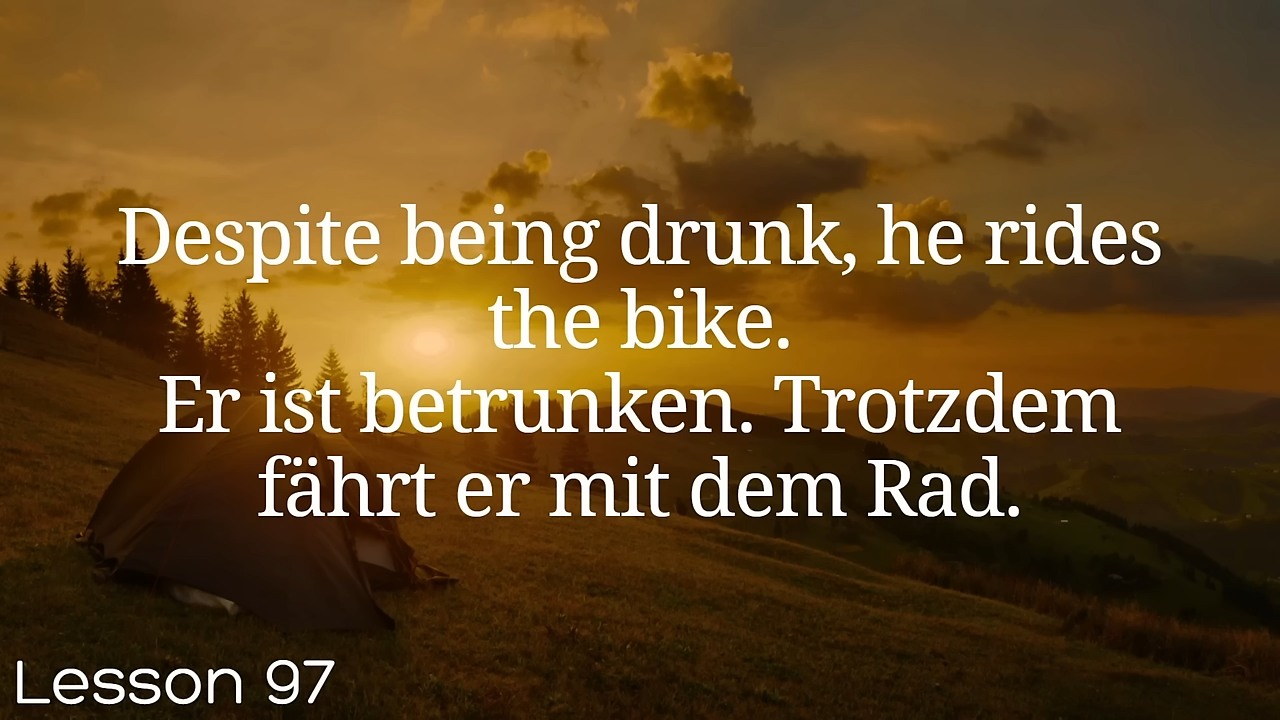 Despite being drunk, he rides
the bike.
Er ist betrunken. Trotzdem
fährt er mit dem Rad.
Lesson 97